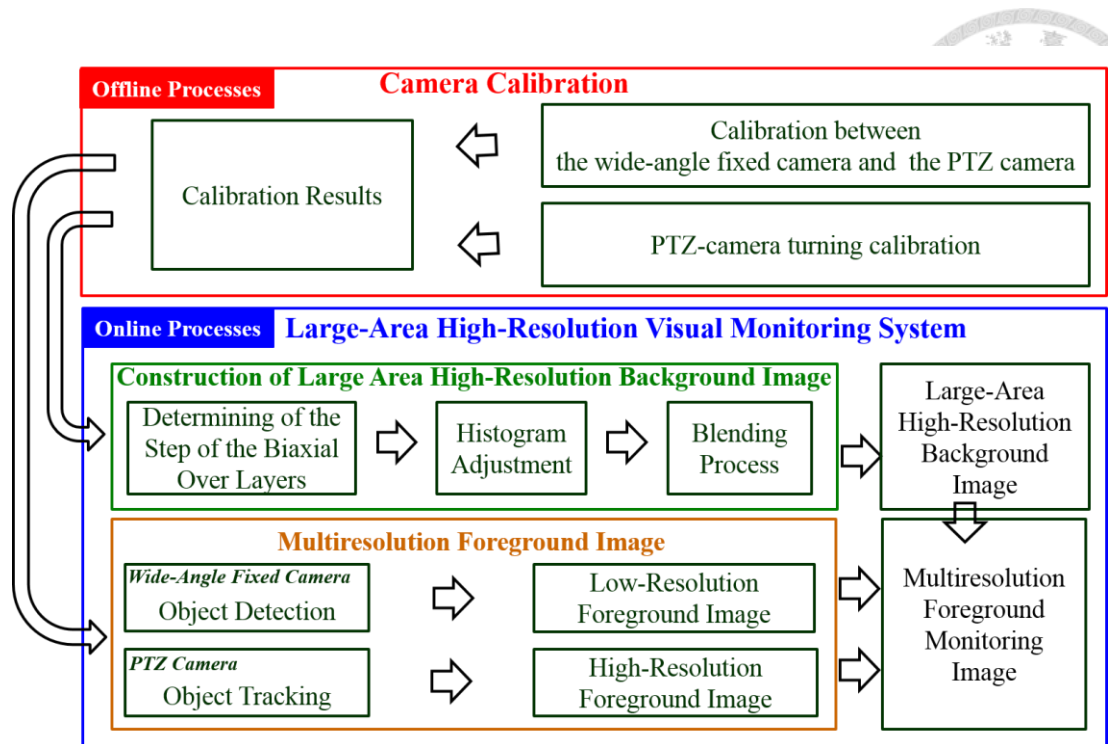 Offline Processes
Camera Calibration
Calibration between
the wide-angle fixed camera and the PTZ camera
Calibration Results
PTZ-camera turning calibration
Online Processes
Large-Area High-Resolution Visual Monitoring System
Construction of Large Area High-Resolution Background Image
Determining of the
Step of the Biaxial
Over Layers
Histogram
Adjustment
Blending
Process
Large-Area
High-Resolution
Background
Image
Multiresolution Foreground Image
Wide-Angle Fixed Camera
Object Detection
Low-Resolution
Foreground Image
PTZ Camera
Object Tracking
High-Resolution
Foreground Image
Multiresolution
Foreground
Monitoring
Image